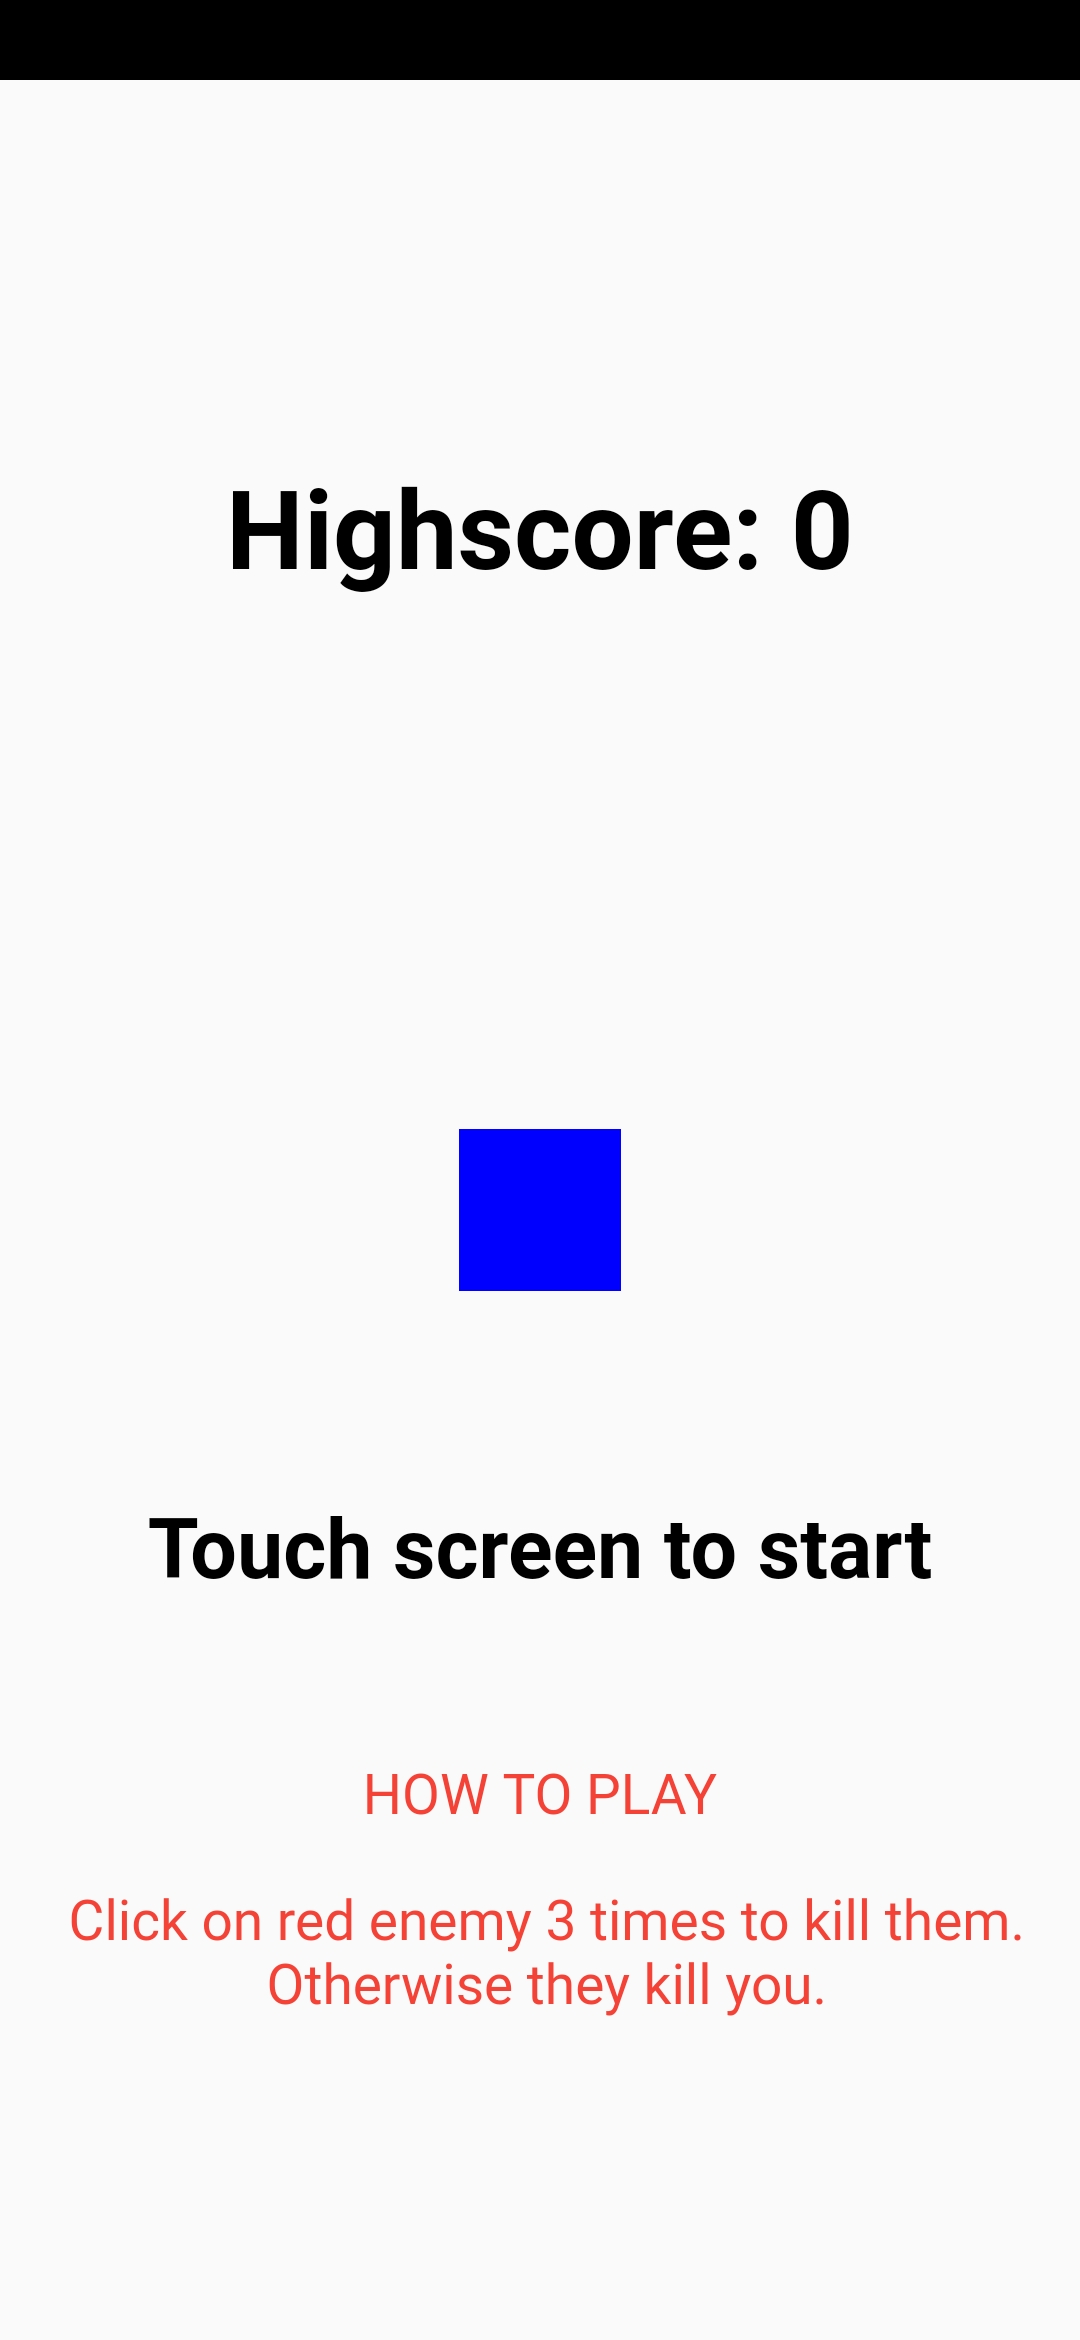 Highscore: 0
Touch screen to start
HOW TO PLAY
Click on red enemy 3 times to kill them.
Otherwise they kill you.